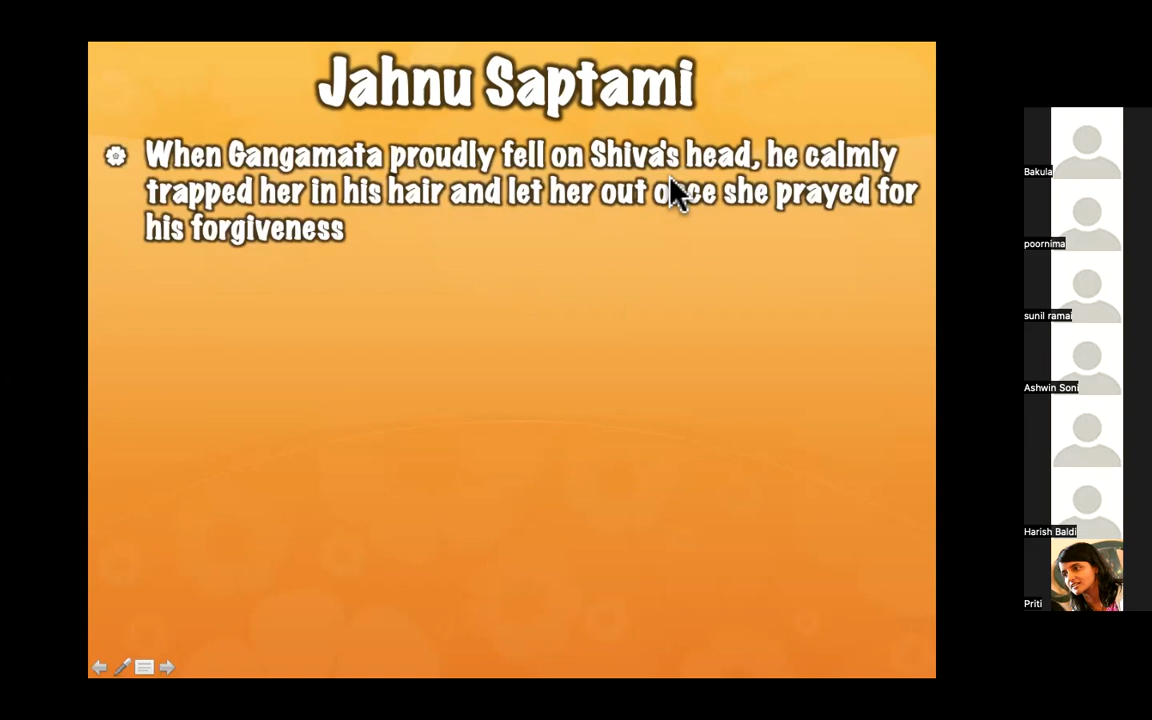 Jahnu Saptami
When Gangamata proudly fell on Shiva's head, he calmly
trapped her in his hair and let her out once she prayed for
his forgiveness
Bakula
poornima
sunil ramai
Ashwin Soni
Harish Baldi
Priti